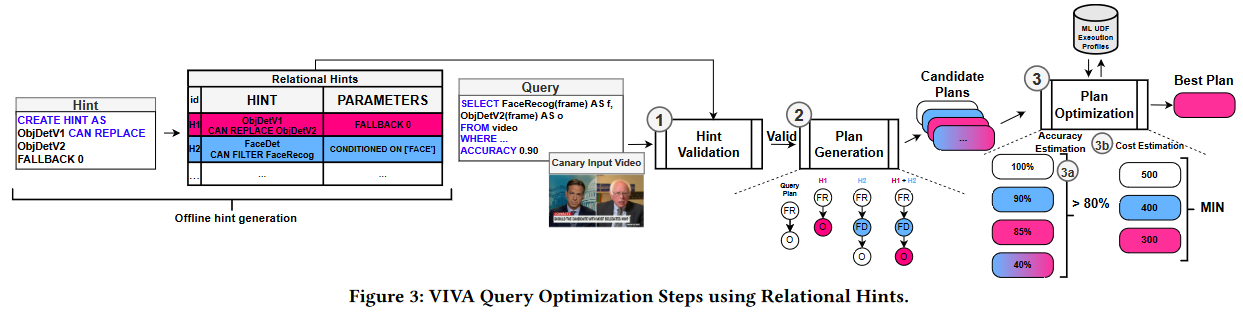 Hint
CREATE HINT AS
ObjDetV1 CAN REPLACE
ObjDetV2
FALLBACK 0
Relational Hints
id
HINT
PARAMETERS
H1
ObjDetV1
CAN REPLACE ObjDetV2
FALLBACK 0
H2
FaceDet
CAN FILTER FaceRecog
CONDITIONED ON ['FACE']
...
...
...
Offline hint generation
Query
SELECT FaceRecog(frame) AS f,
ObjDetV2(frame) AS o
FROM video
WHERE ...
ACCURACY 0.90
Canary Input Video
1
Hint
Validation
Valid
2
Plan
Generation
Query
Plan
FR
O
H1
FR
O
H2
FR
FD
O
H1 + H2
FR
FD
O
Candidate
Plans
...
ML UDF
Execution
Profiles
3
Plan
Optimization
Best Plan
Accuracy
Estimation
3a
100%
90%
85%
40%
> 80%
3b
Cost Estimation
500
400
300
MIN
Figure 3: VIVA Query Optimization Steps using Relational Hints.